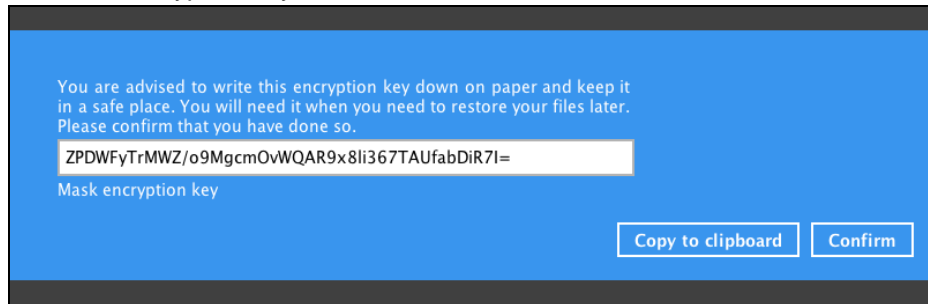 You are advised to write this encryption key down on paper and keep it
in a safe place. You will need it when you need to restore your files later.
Please confirm that you have done so.
ZPDWFyTrMWZ/o9MgcmOvWQAR9x8li367TAUfabDiR7I=
Mask encryption key
Copy to clipboard
Confirm